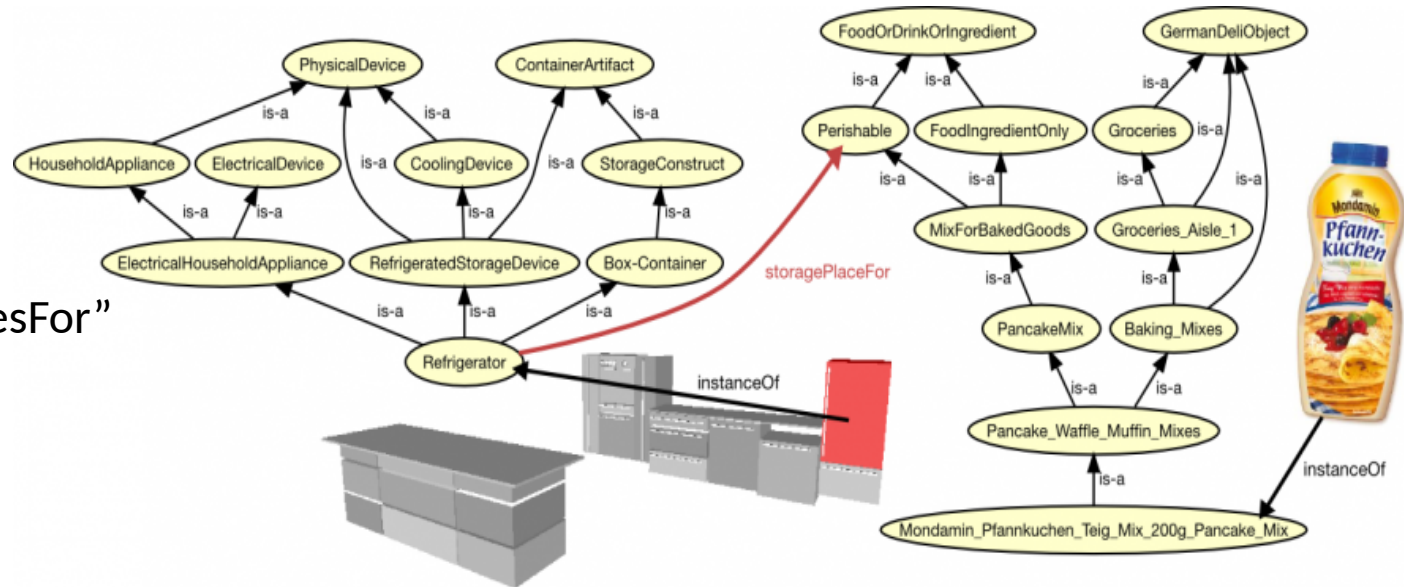 FoodOrDrinkOrIngredient
GermanDeliObject
PhysicalDevice
ContainerArtifact
is-a
is-a
is-a
is-a
is-a
is-a
Perishable
FoodIngredientOnly
Groceries
is-a
HouseholdAppliance
ElectricalDevice
is-a
CoolingDevice
is-a
StorageConstruct
is-a
is-a
is-a
is-a
Mondamin
Pfann-
kuchen
is-a
is-a
is-a
is-a
MixForBakedGoods
Groceries_Aisle_1
ElectricalHouseholdAppliance
RefrigeratedStorageDevice
Box-Container
storagePlaceFor
is-a
is-a
esFor”
is-a
is-a
is-a
PancakeMix
Baking_Mixes
Refrigerator
instanceOf
is-a
is-a
Pancake_Waffle_Muffin_Mixes
instanceOf
is-a
Mondamin_Pfannkuchen_Teig_Mix_200g_Pancake_Mix